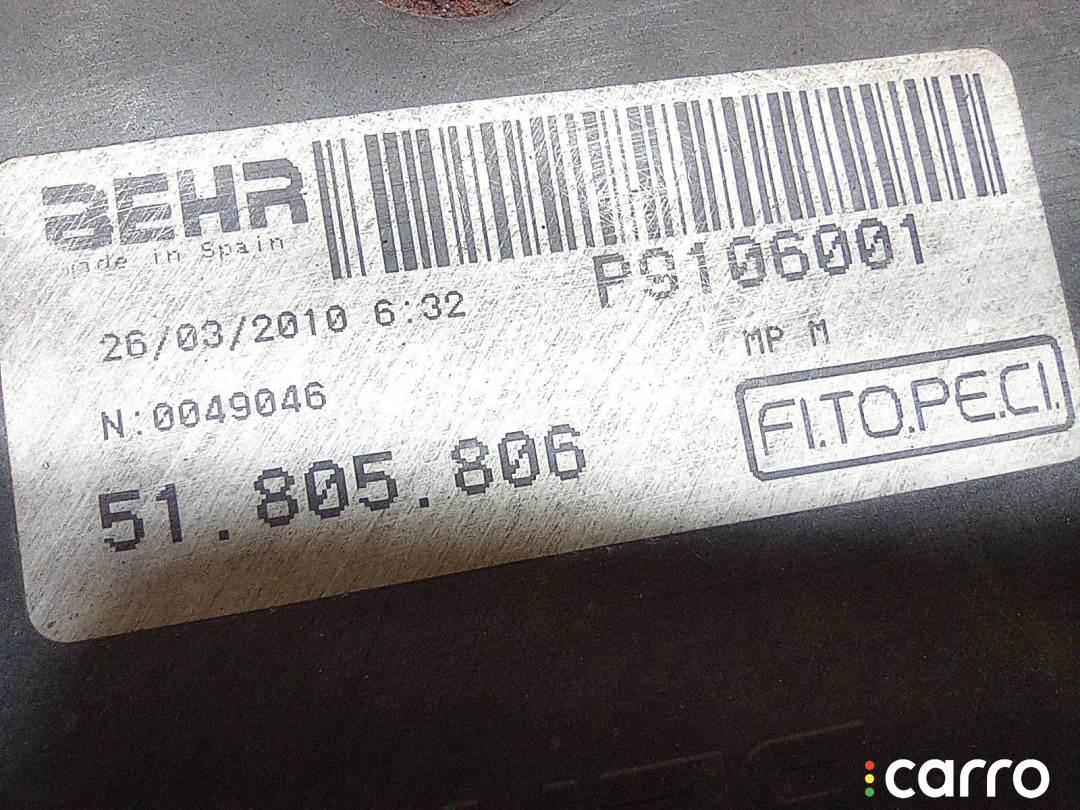 BEHR
made in Spain
P9106001
26/03/2010 6:32
MP M
N:0049046
FI.TO.PE.CI.
51.805.806
carro